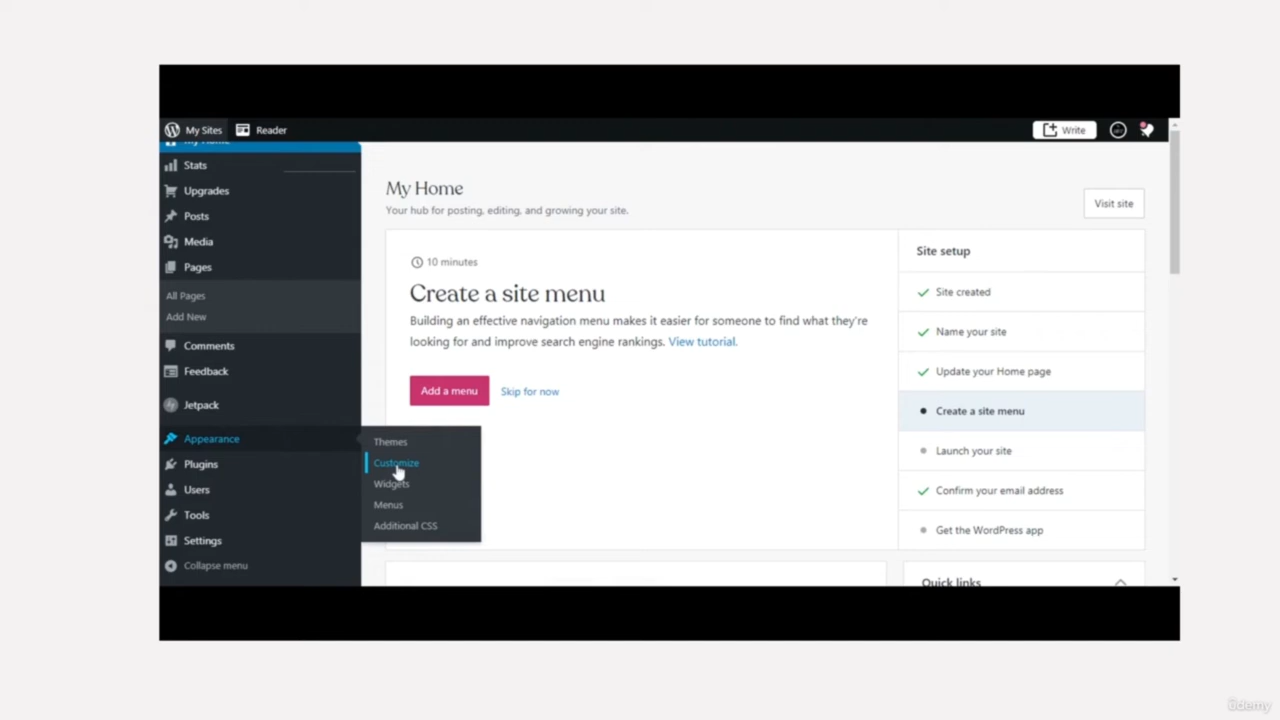 My Sites
Reader
Write
My Home
Stats
Upgrades
Posts
Media
Pages
All Pages
Add New
Comments
Feedback
Jetpack
Appearance
Plugins
Users
Tools
Settings
Collapse menu
Themes
Customize
Widgets
Menus
Additional CSS
My Home
Your hub for posting, editing, and growing your site.
Visit site
10 minutes
Create a site menu
Building an effective navigation menu makes it easier for someone to find what they're
looking for and improve search engine rankings. View tutorial.
Add a menu
Skip for now
Site setup
Site created
Name your site
Update your Home page
Create a site menu
Launch your site
Confirm your email address
Get the WordPress app
Quick links
ûdemy